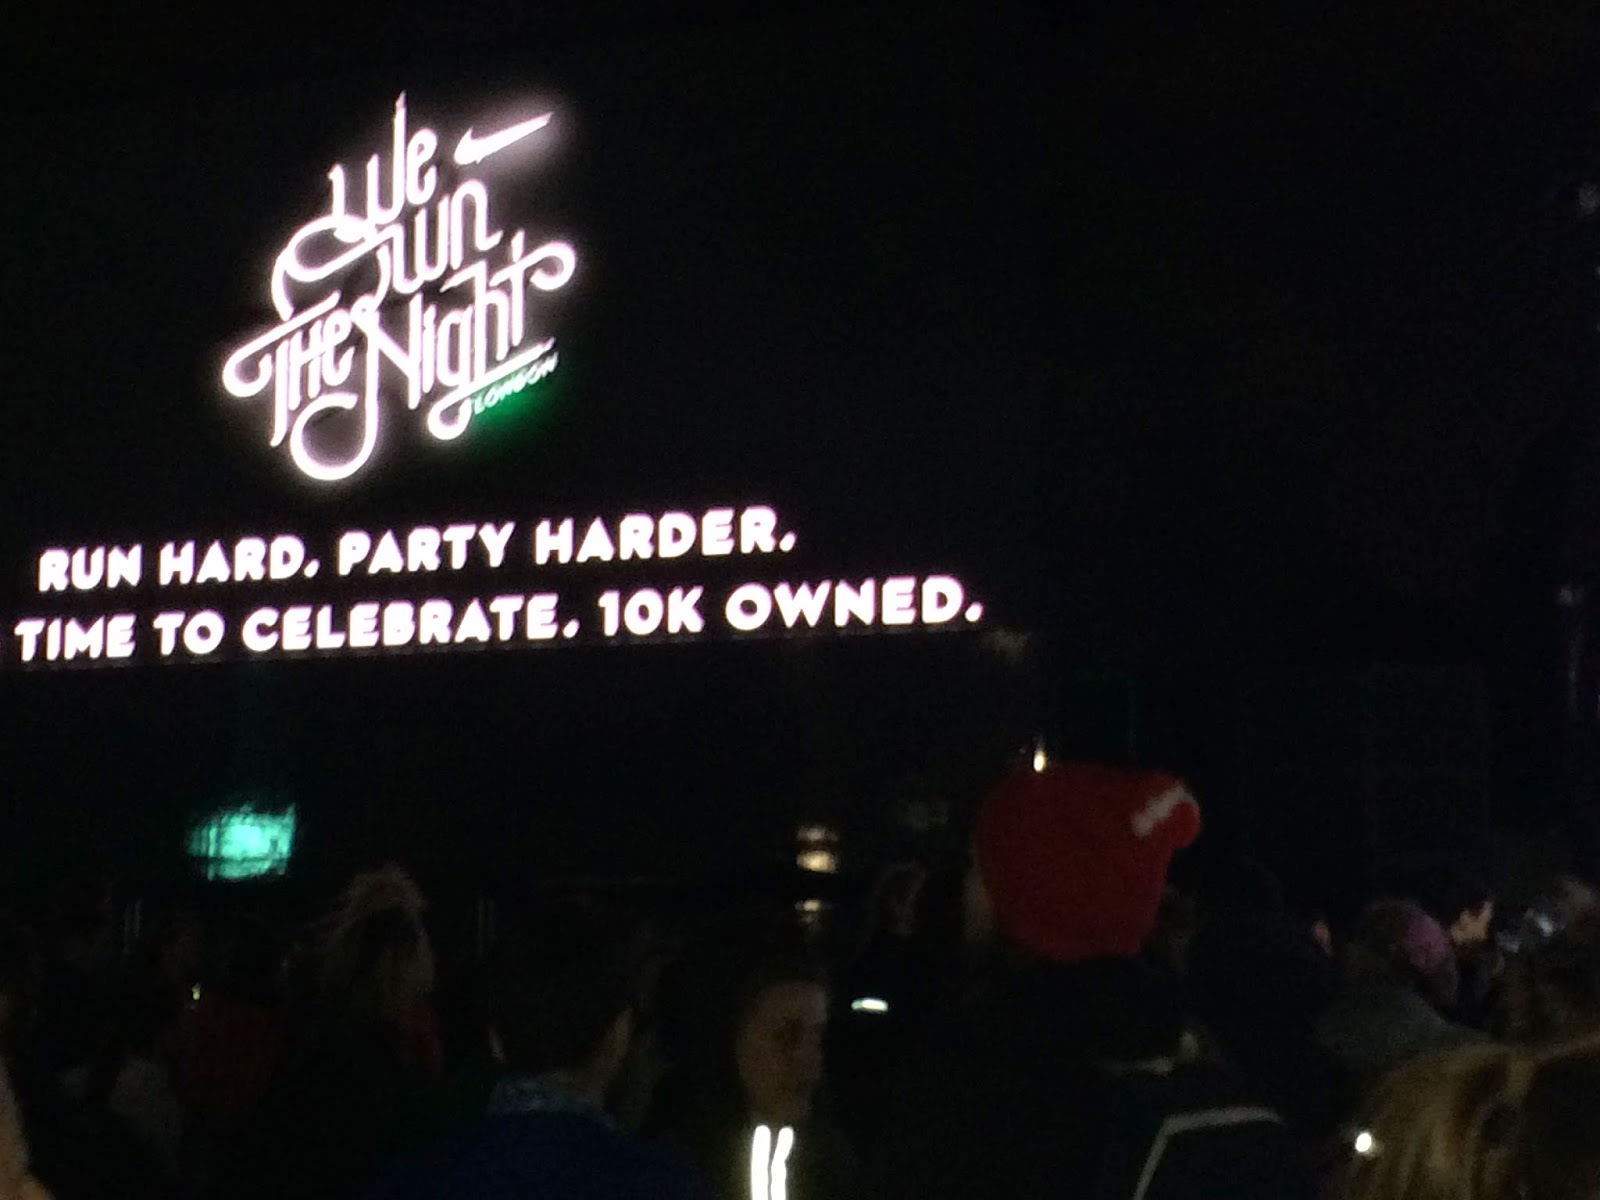 We
Own
THE Night
LONDON
RUN HARD. PARTY HARDER.
TIME TO CELEBRATE. 10K OWNED.